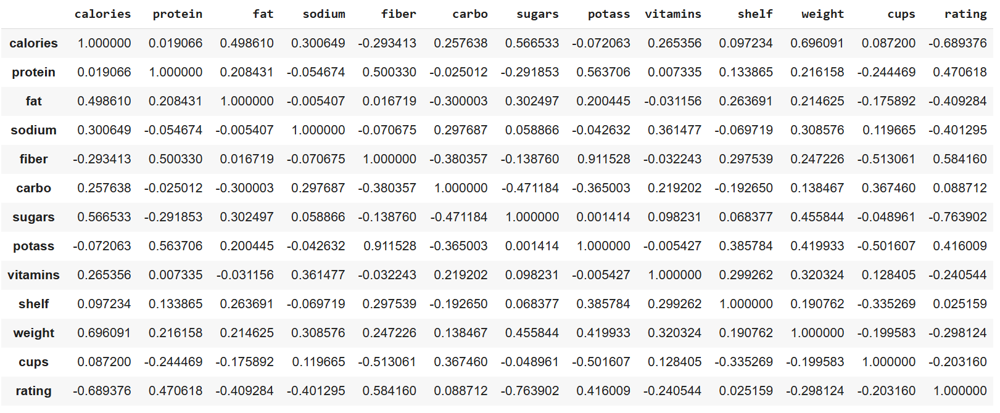 calories protein fat sodium fiber carbo sugars potass vitamins shelf weight cups rating
calories 1.000000 0.019066 0.498610 0.300649 -0.293413 0.257638 0.566533 -0.072063 0.265356 0.097234 0.696091 0.087200 -0.689376
protein 0.019066 1.000000 0.208431 -0.054674 0.500330 -0.025012 -0.291853 0.563706 0.007335 0.133865 0.216158 -0.244469 0.470618
fat 0.498610 0.208431 1.000000 -0.005407 0.016719 -0.300003 0.302497 0.200445 -0.031156 0.263691 0.214625 -0.175892 -0.409284
sodium 0.300649 -0.054674 -0.005407 1.000000 -0.070675 0.297687 0.058866 -0.042632 0.361477 -0.069719 0.308576 0.119665 -0.401295
fiber -0.293413 0.500330 0.016719 -0.070675 1.000000 -0.380357 -0.138760 0.911528 -0.032243 0.297539 0.247226 -0.513061 0.584160
carbo 0.257638 -0.025012 -0.300003 0.297687 -0.380357 1.000000 -0.471184 -0.365003 0.219202 -0.192650 0.138467 0.367460 0.088712
sugars 0.566533 -0.291853 0.302497 0.058866 -0.138760 -0.471184 1.000000 0.001414 0.098231 0.068377 0.455844 -0.048961 -0.763902
potass -0.072063 0.563706 0.200445 -0.042632 0.911528 -0.365003 0.001414 1.000000 -0.005427 0.385784 0.419933 -0.501607 0.416009
vitamins 0.265356 0.007335 -0.031156 0.361477 -0.032243 0.219202 0.098231 -0.005427 1.000000 0.299262 0.320324 0.128405 -0.240544
shelf 0.097234 0.133865 0.263691 -0.069719 0.297539 -0.192650 0.068377 0.385784 0.299262 1.000000 0.190762 -0.335269 0.025159
weight 0.696091 0.216158 0.214625 0.308576 0.247226 0.138467 0.455844 0.419933 0.320324 0.190762 1.000000 -0.199583 -0.298124
cups 0.087200 -0.244469 -0.175892 0.119665 -0.513061 0.367460 -0.048961 -0.501607 0.128405 -0.335269 -0.199583 1.000000 -0.203160
rating -0.689376 0.470618 -0.409284 -0.401295 0.584160 0.088712 -0.763902 0.416009 -0.240544 0.025159 -0.298124 -0.203160 1.000000